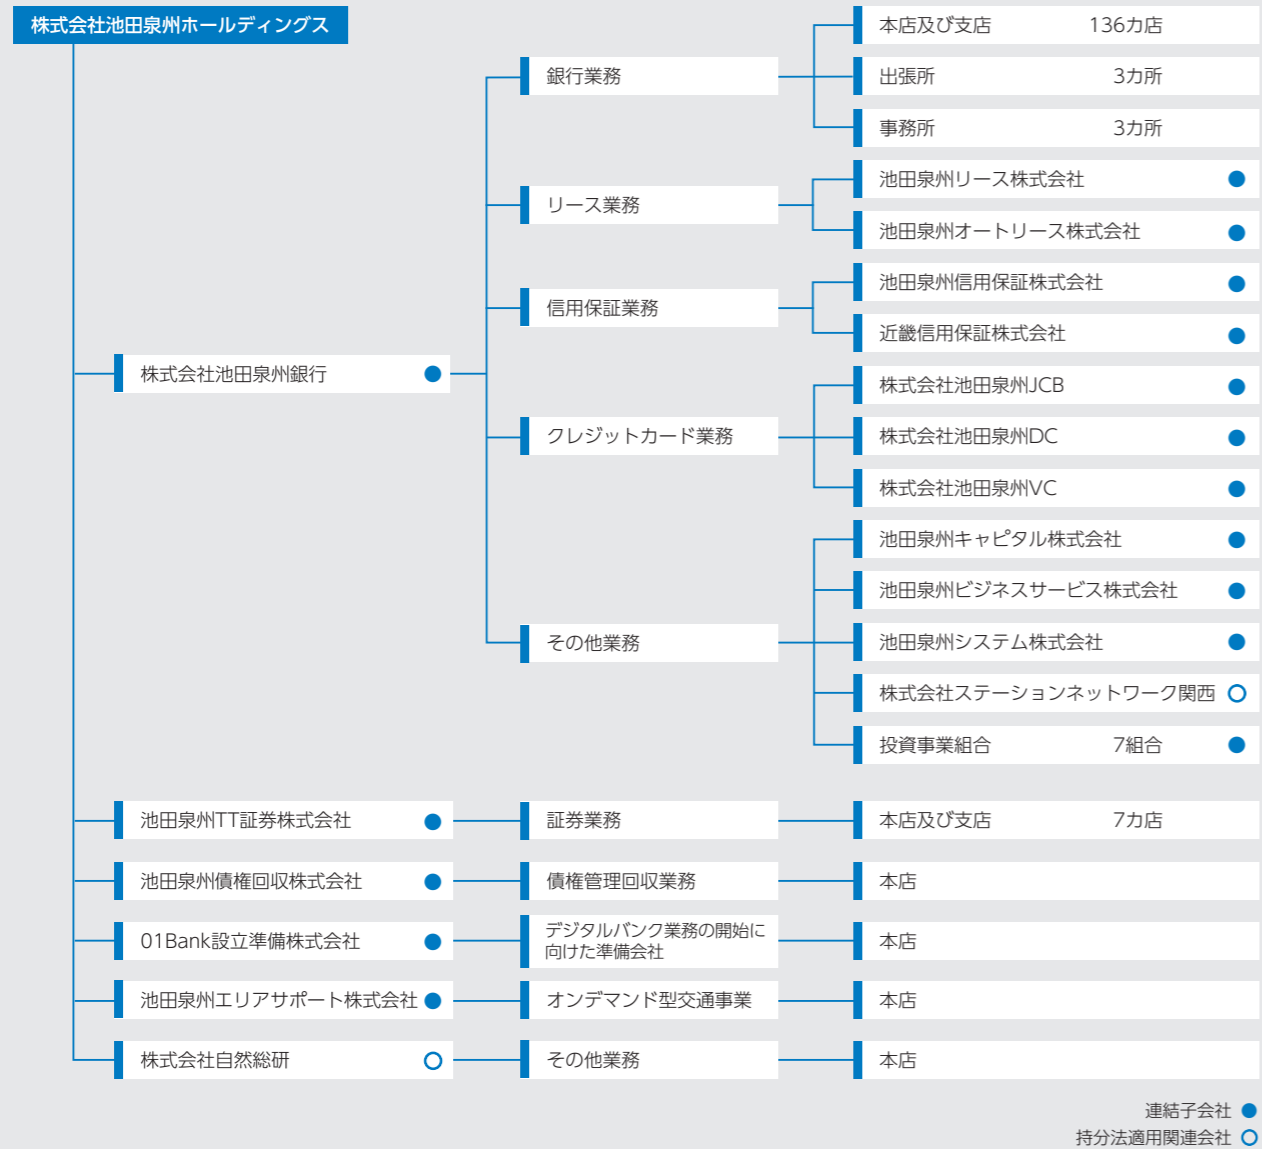 株式会社池田泉州ホールディングス
株式会社池田泉州銀行 ●
銀行業務
本店及び支店 136カ店
出張所 3カ所
事務所 3カ所
リース業務
池田泉州リース株式会社 ●
池田泉州オートリース株式会社 ●
信用保証業務
池田泉州信用保証株式会社 ●
近畿信用保証株式会社 ●
クレジットカード業務
株式会社池田泉州JCB ●
株式会社池田泉州DC ●
株式会社池田泉州VC ●
その他業務
池田泉州キャピタル株式会社 ●
池田泉州ビジネスサービス株式会社 ●
池田泉州システム株式会社 ●
株式会社ステーションネットワーク関西 ○
投資事業組合 7組合 ●
池田泉州TT証券株式会社 ●
証券業務
本店及び支店 7カ店
池田泉州債権回収株式会社 ●
債権管理回収業務
本店
01Bank設立準備株式会社 ●
デジタルバンク業務の開始に
向けた準備会社
本店
池田泉州エリアサポート株式会社 ●
オンデマンド型交通事業
本店
株式会社自然総研 ○
その他業務
本店
連結子会社 ●
持分法適用関連会社 ○